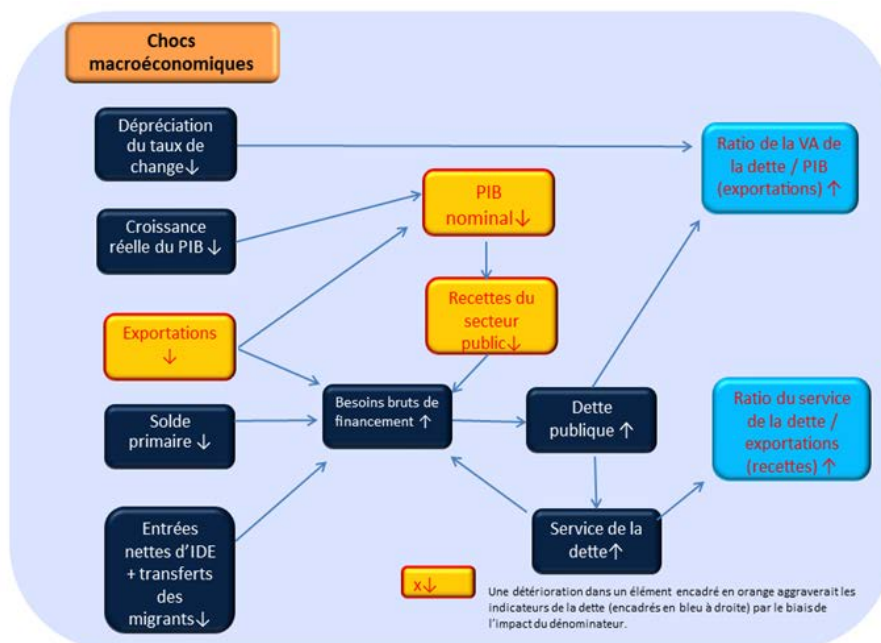 Chocs
macroéconomiques
Dépréciation
du taux de
change↓
Ratio de la VA de
la dette / PIB
(exportations) ↑
PIB
nominal↓
Croissance
réelle du PIB ↓
Recettes du
secteur
public↓
Exportations
↓
Besoins bruts de
financement ↑
Dette
publique ↑
Ratio du service
de la dette /
exportations
(recettes) ↑
Solde
primaire ↓
Service de la
dette↑
Entrées
nettes d’IDE
+ transferts
des
migrants↓
x↓
Une détérioration dans un élément encadré en orange aggraverait les
indicateurs de la dette (encadrés en bleu à droite) par le biais de
l’impact du dénominateur.